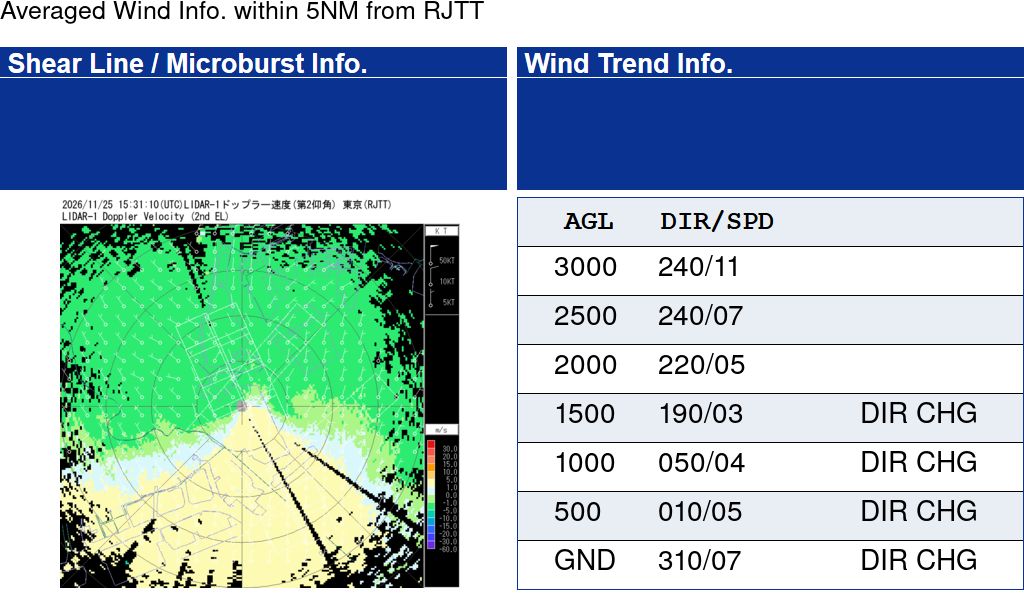 Averaged Wind Info. within 5NM from RJTT
Shear Line / Microburst Info.
Wind Trend Info.
2026/11/25 15:31:10(UTC)LIDAR-1ドップラー速度(第2仰角) 東京(RJTT)
LIDAR-1 Doppler Velocity (2nd EL)
KT
50KT
10KT
5KT
m/s
30.0
20.0
15.0
10.0
5.0
1.0
0.0
-1.0
-5.0
-10.0
-15.0
-20.0
-30.0
-60.0
AGL DIR/SPD
3000 240/11
2500 240/07
2000 220/05
1500 190/03 DIR CHG
1000 050/04 DIR CHG
500 010/05 DIR CHG
GND 310/07 DIR CHG